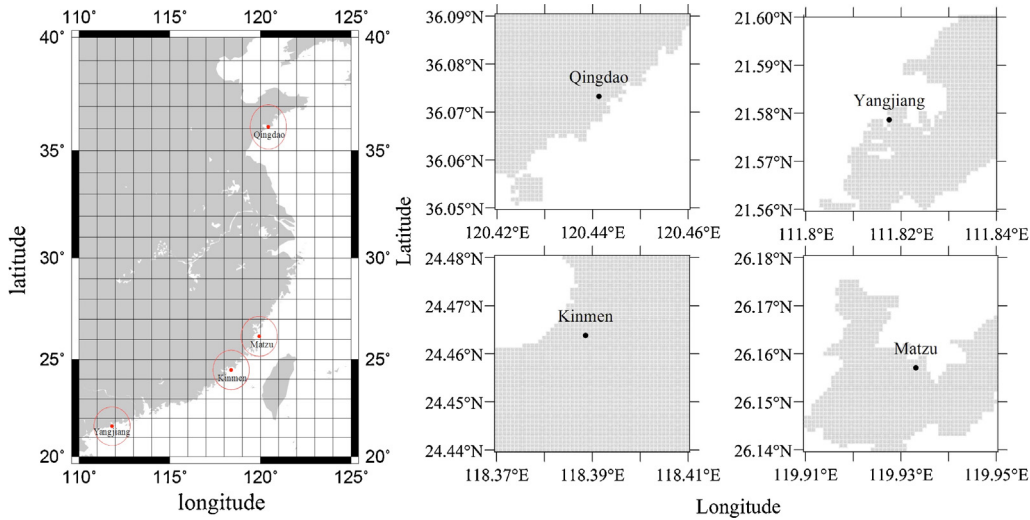 110° 115° 120° 125°
40° 40°
35° 35°
30° 30°
25° 25°
20° 20°
110° 115° 120° 125°
latitude
longitude
Qingdao
Matzu
Kinmen
Yangjiang
Latitude
36.09°N
36.08°N
36.07°N
36.06°N
36.05°N
Qingdao
120.42°E 120.44°E 120.46°E
21.60°N
21.59°N
21.58°N
21.57°N
21.56°N
Yangjiang
111.8°E 111.82°E 111.84°E
24.48°N
24.47°N
24.46°N
24.45°N
24.44°N
Kinmen
118.37°E 118.39°E 118.41°E
26.18°N
26.17°N
26.16°N
26.15°N
26.14°N
Matzu
119.91°E 119.93°E 119.95°E
Longitude